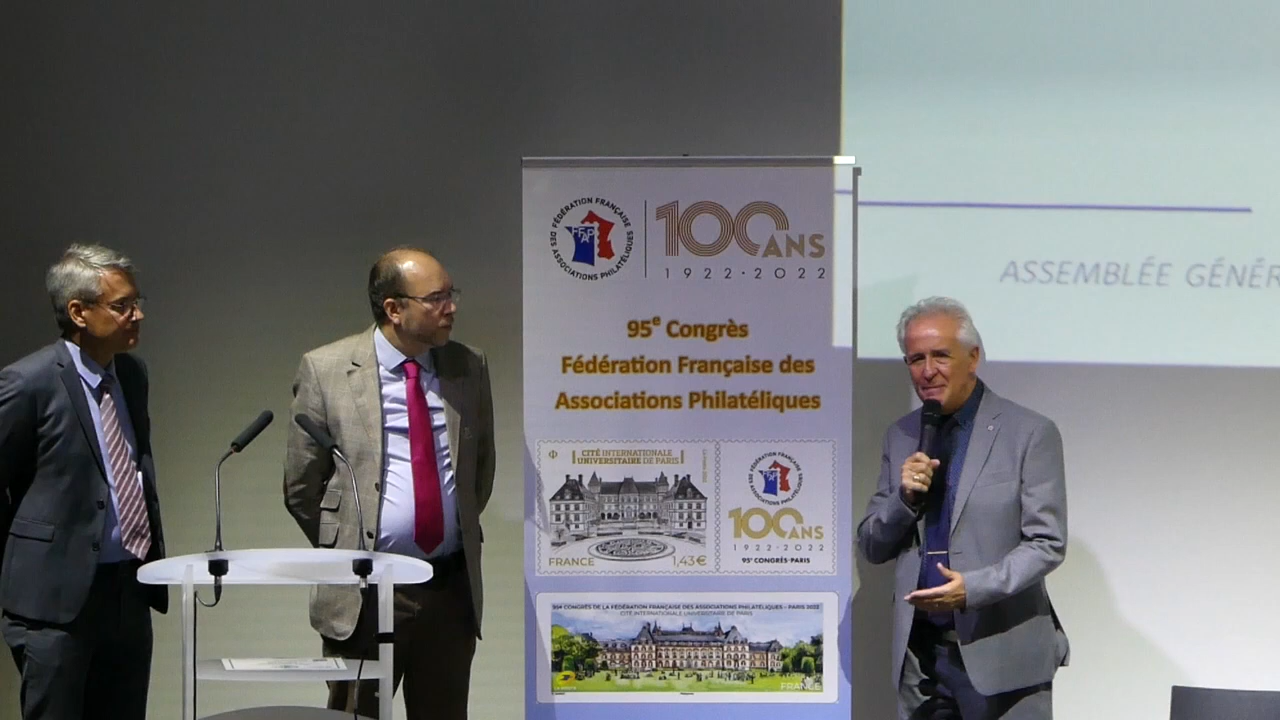 FÉDÉRATION FRANÇAISE
DES ASSOCIATIONS PHILATÉLIQUES
FFAP
100 ANS
1922 • 2022
95e Congrès
Fédération Française des
Associations Philatéliques
CITÉ INTERNATIONALE
UNIVERSITAIRE DE PARIS
FRANCE 1,43 €
FÉDÉRATION FRANÇAISE
DES ASSOCIATIONS PHILATÉLIQUES
100 ANS
1922 • 2022
95e CONGRÈS • PARIS
CONGRÈS DE LA FÉDÉRATION FRANÇAISE DES ASSOCIATIONS PHILATÉLIQUES - PARIS 2022
CITÉ INTERNATIONALE UNIVERSITAIRE DE PARIS
FRANCE
ASSEMBLÉE GÉNÉR